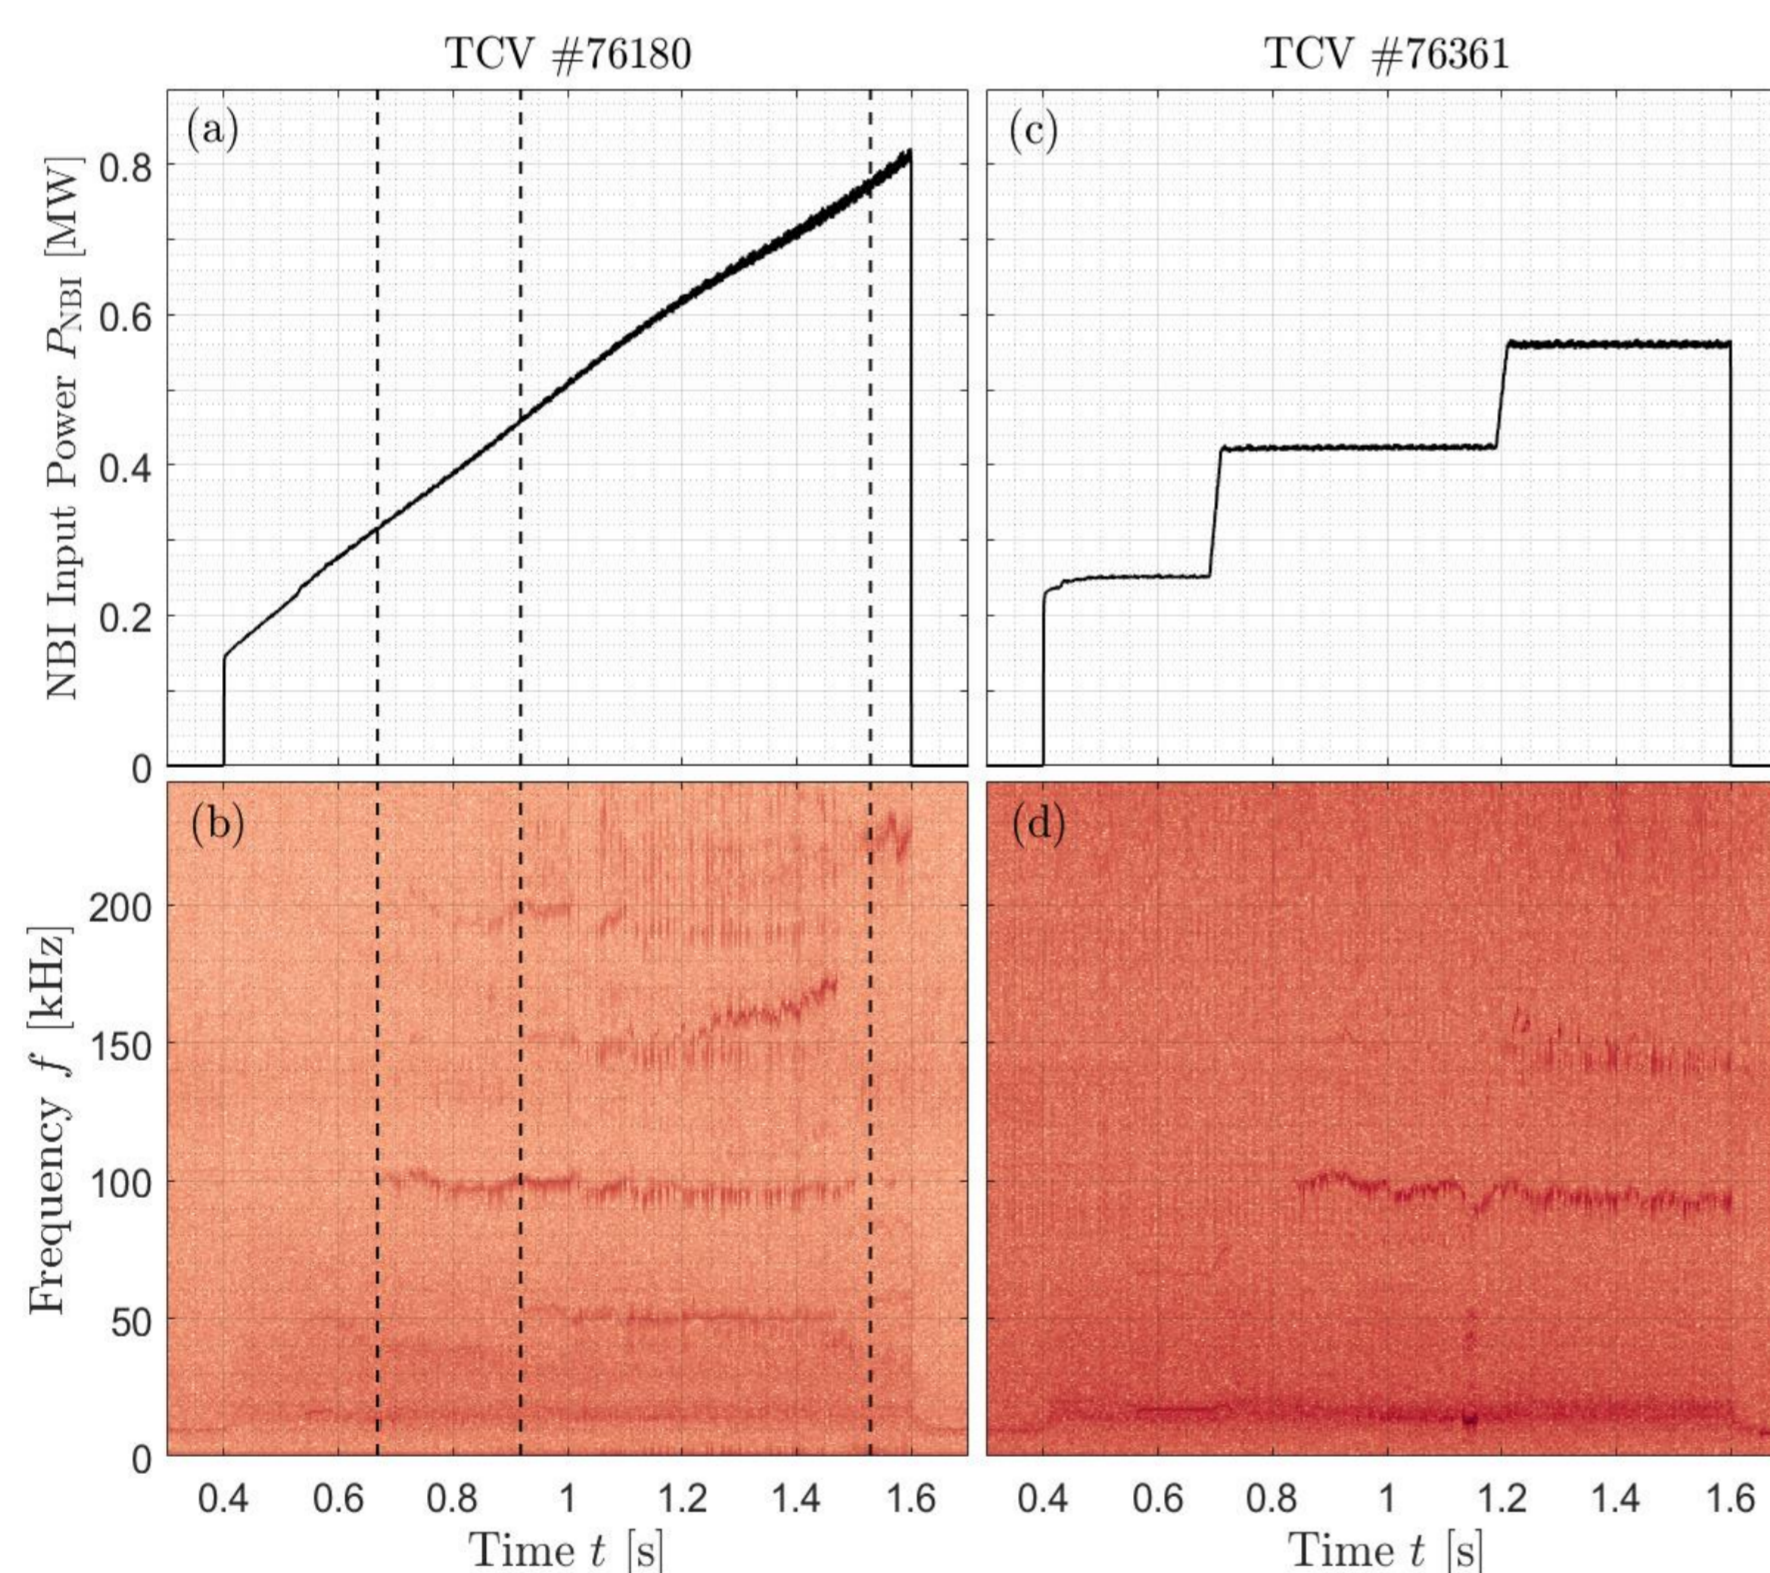 TCV #76180
TCV #76361
(a)
(c)
NBI Input Power P_NBI [MW]
0.8
0.6
0.4
0.2
0
(b)
(d)
Frequency f [kHz]
200
150
100
50
0
0.4 0.6 0.8 1 1.2 1.4 1.6
0.4 0.6 0.8 1 1.2 1.4 1.6
Time t [s]
Time t [s]